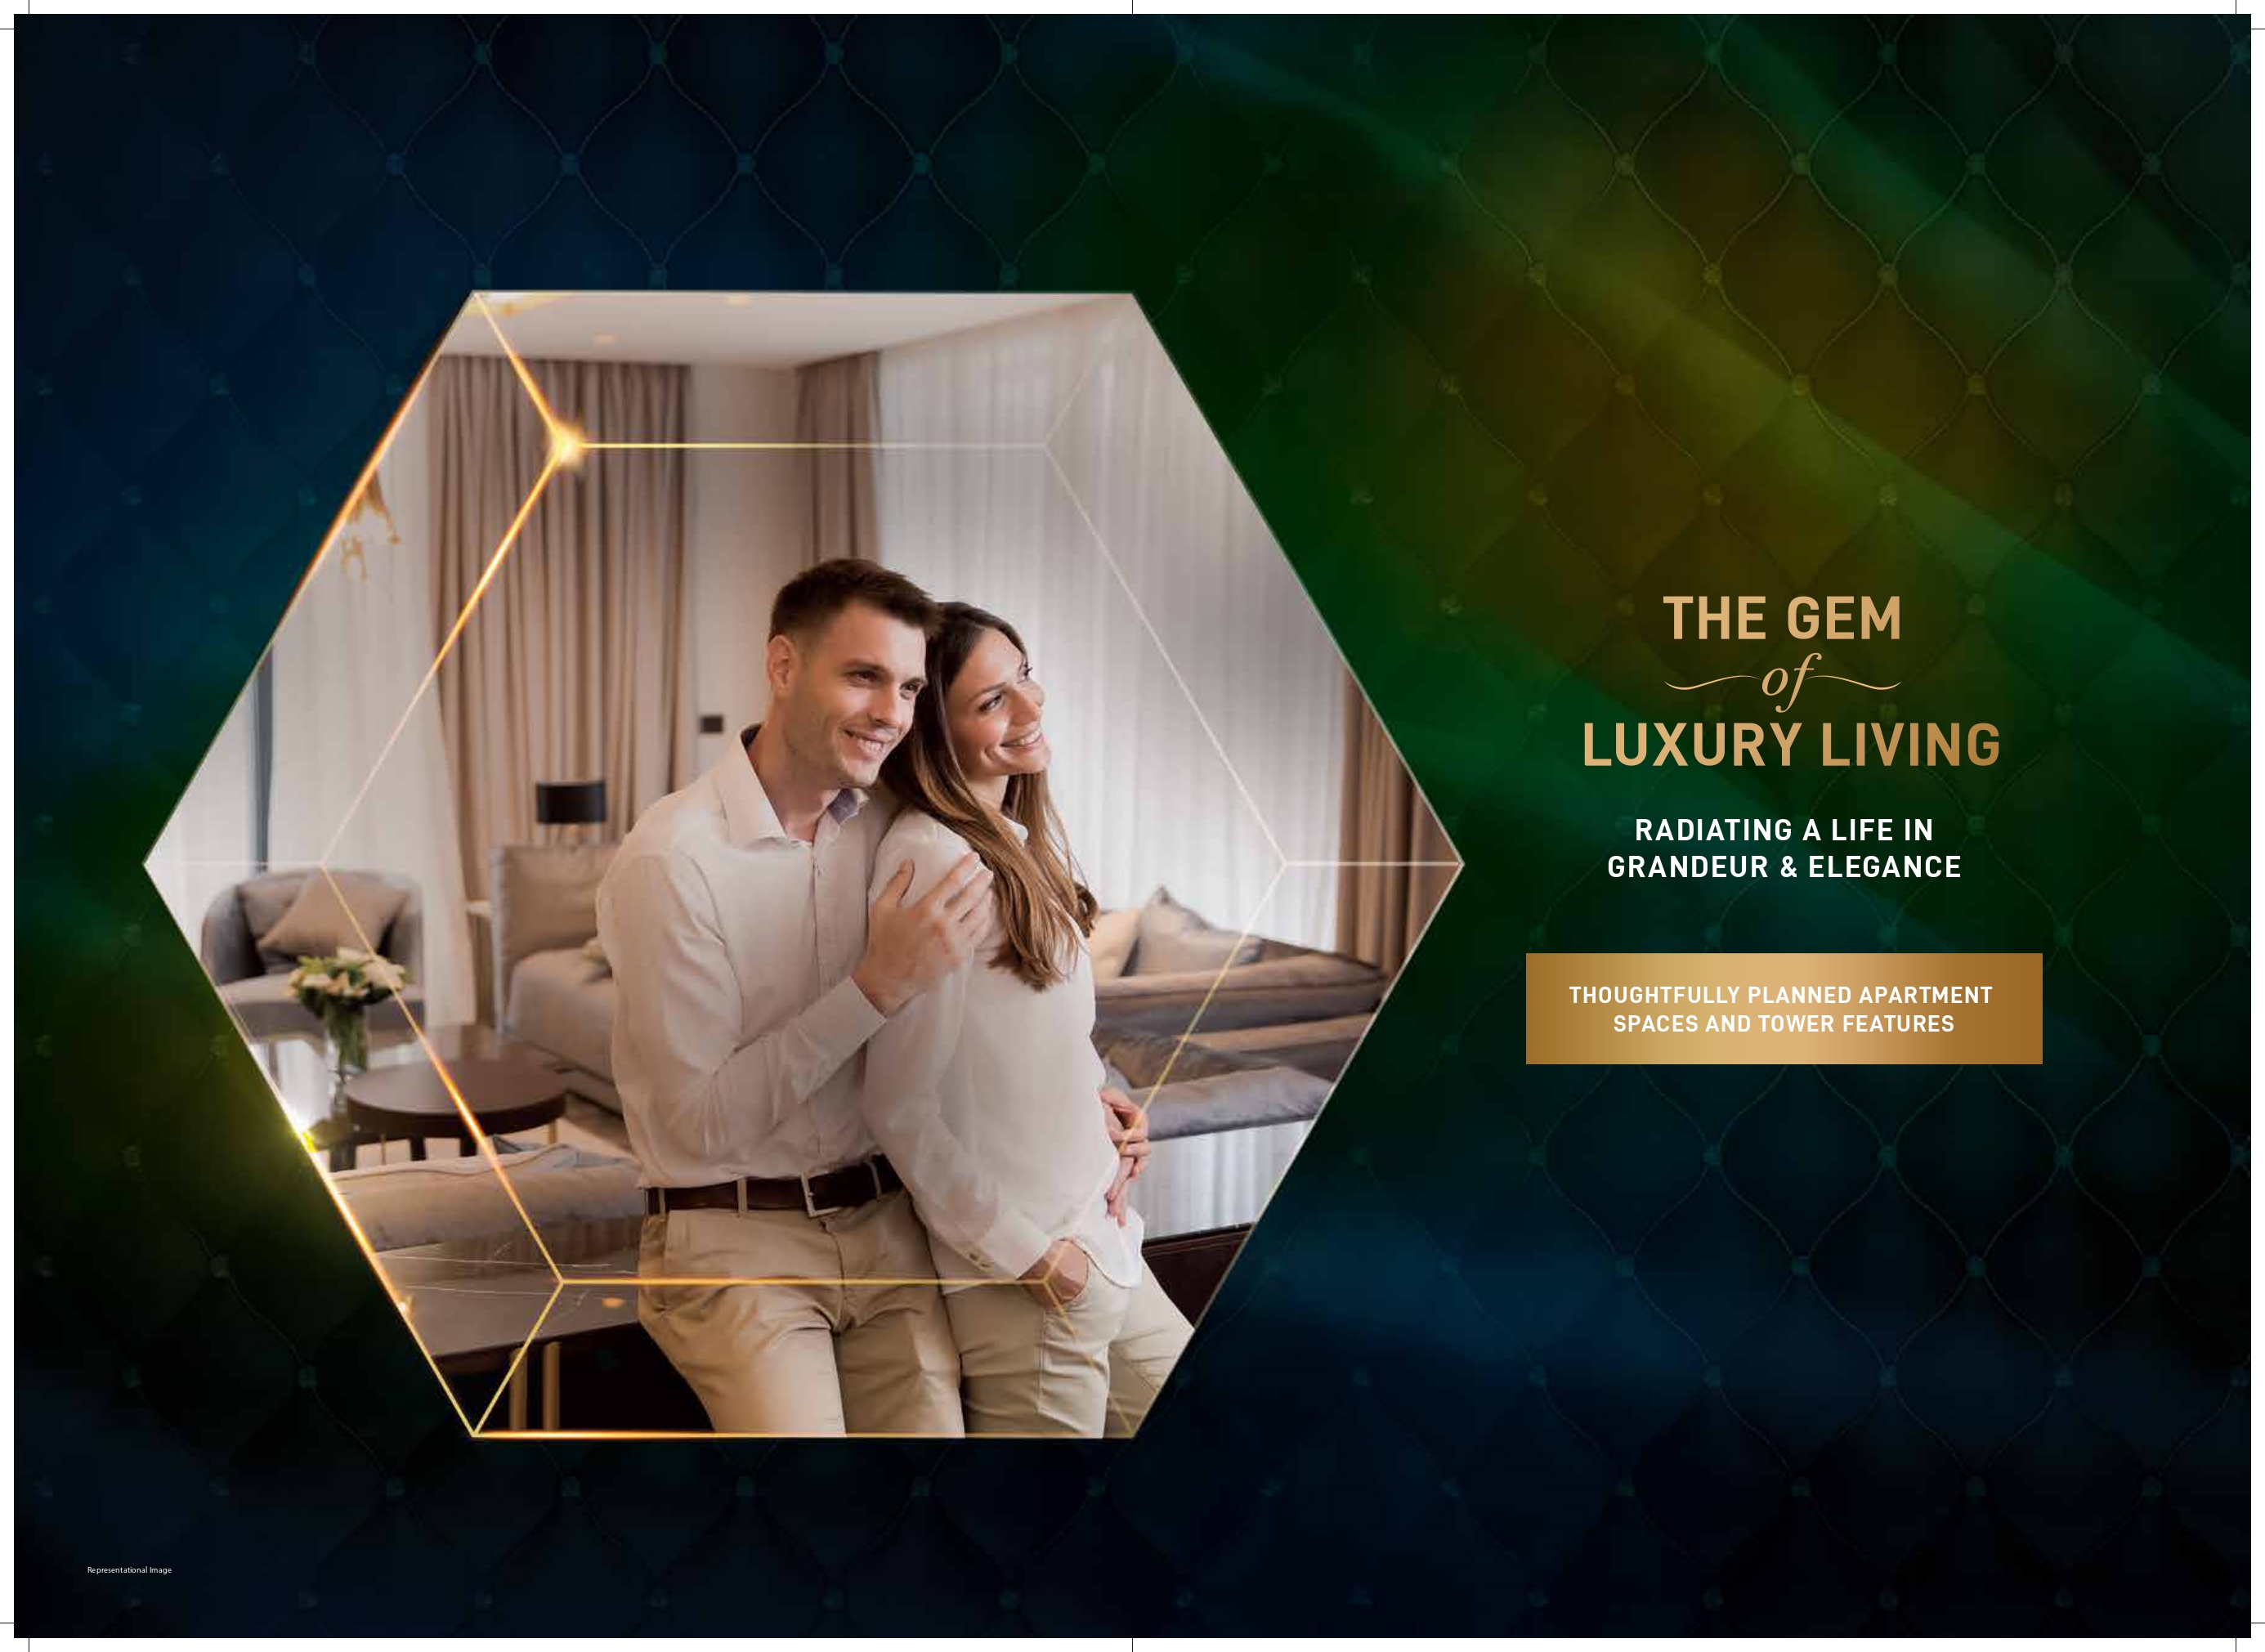 THE GEM
of
LUXURY LIVING
RADIATING A LIFE IN
GRANDEUR & ELEGANCE
THOUGHTFULLY PLANNED APARTMENT
SPACES AND TOWER FEATURES
Representational Image